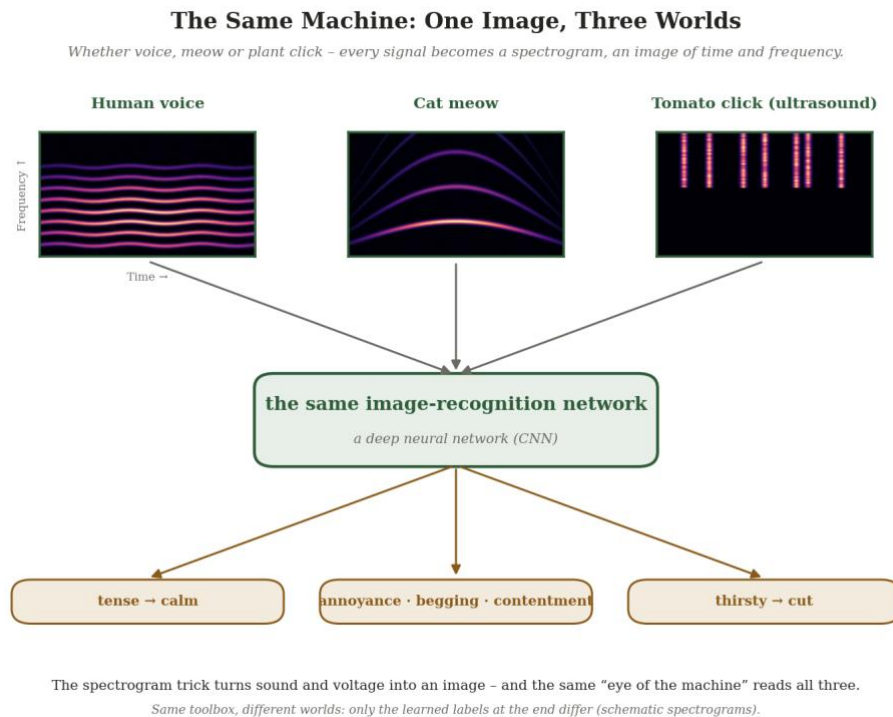 The Same Machine: One Image, Three Worlds
Whether voice, meow or plant click – every signal becomes a spectrogram, an image of time and frequency.
Human voice
Cat meow
Tomato click (ultrasound)
Frequency ↑
Time →
the same image-recognition network
a deep neural network (CNN)
tense → calm
annoyance · begging · contentment
thirsty → cut
The spectrogram trick turns sound and voltage into an image – and the same “eye of the machine” reads all three.
Same toolbox, different worlds: only the learned labels at the end differ (schematic spectrograms).